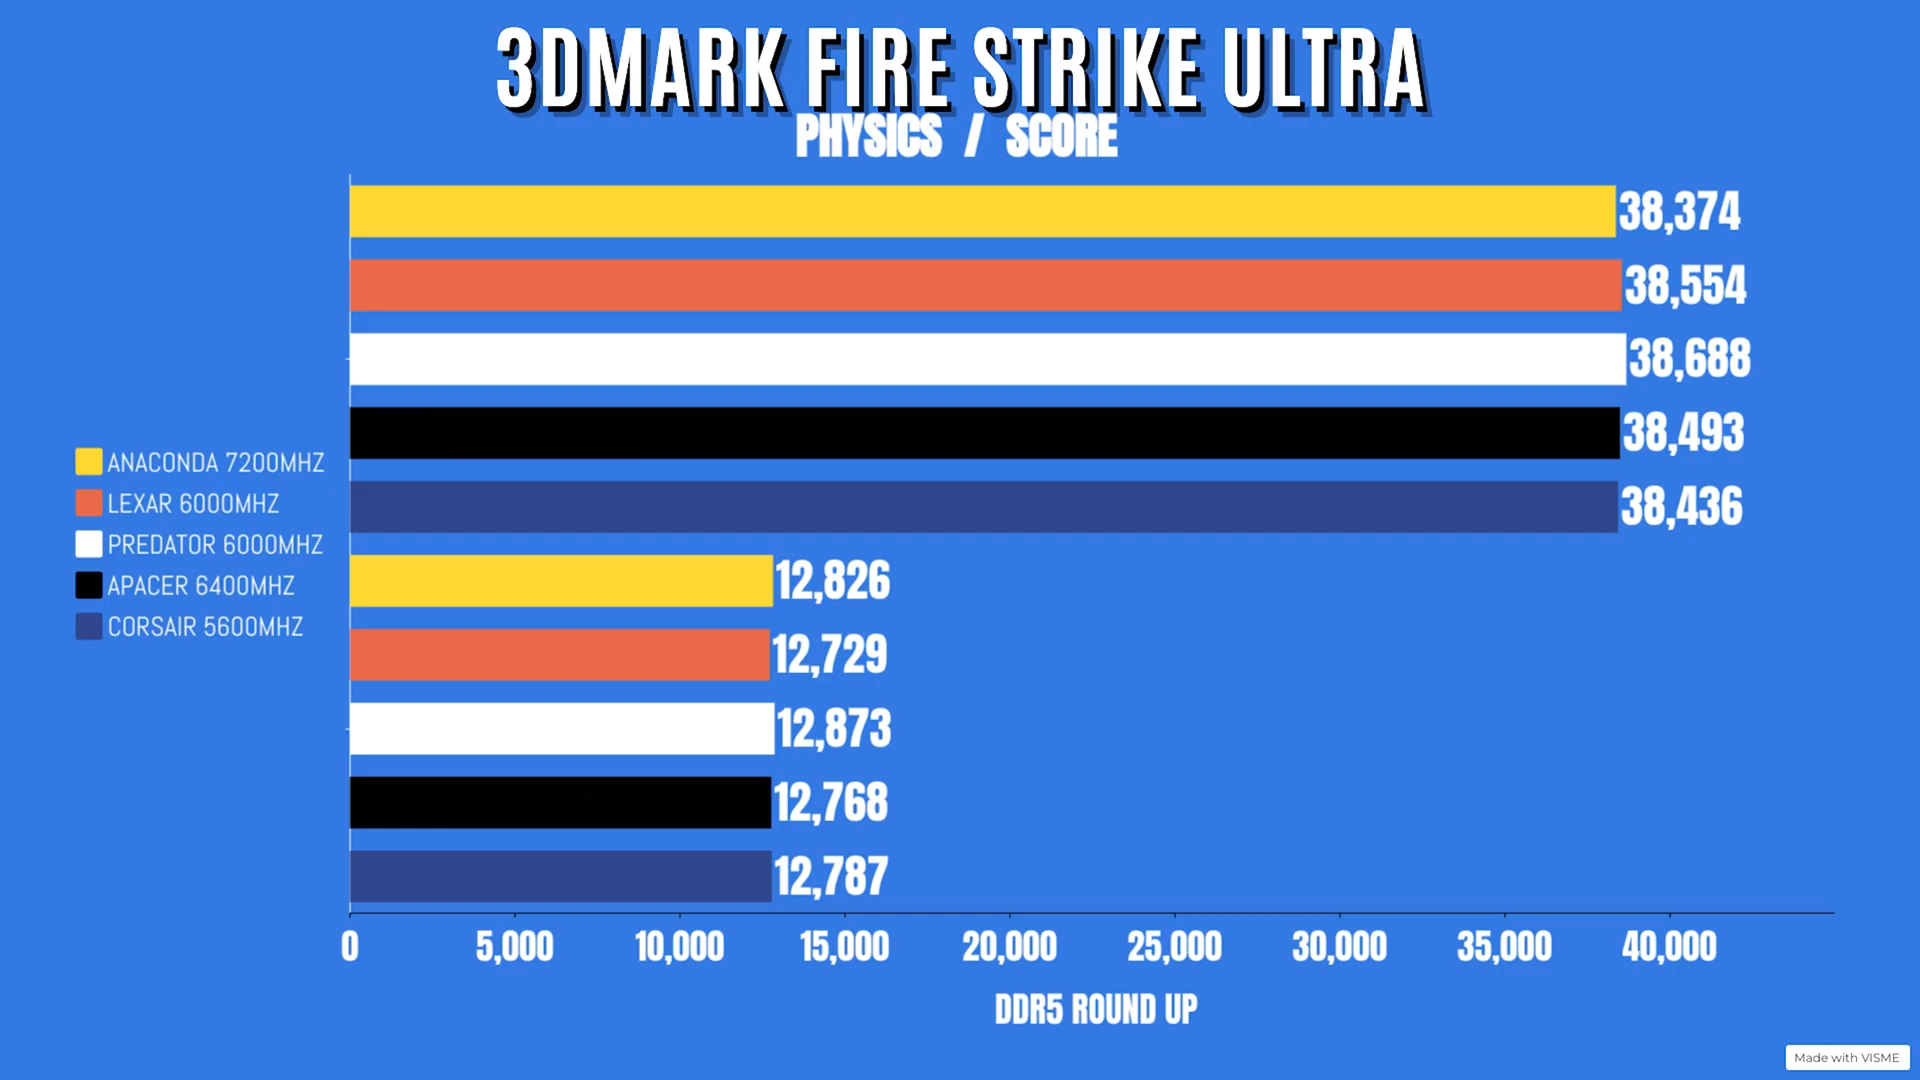 3DMARK FIRE STRIKE ULTRA
PHYSICS / SCORE
38,374
38,554
38,688
38,493
38,436
12,826
12,729
12,873
12,768
12,787
ANACONDA 7200MHZ
LEXAR 6000MHZ
PREDATOR 6000MHZ
APACER 6400MHZ
CORSAIR 5600MHZ
0 5,000 10,000 15,000 20,000 25,000 30,000 35,000 40,000
DDR5 ROUND UP
Made with VISME